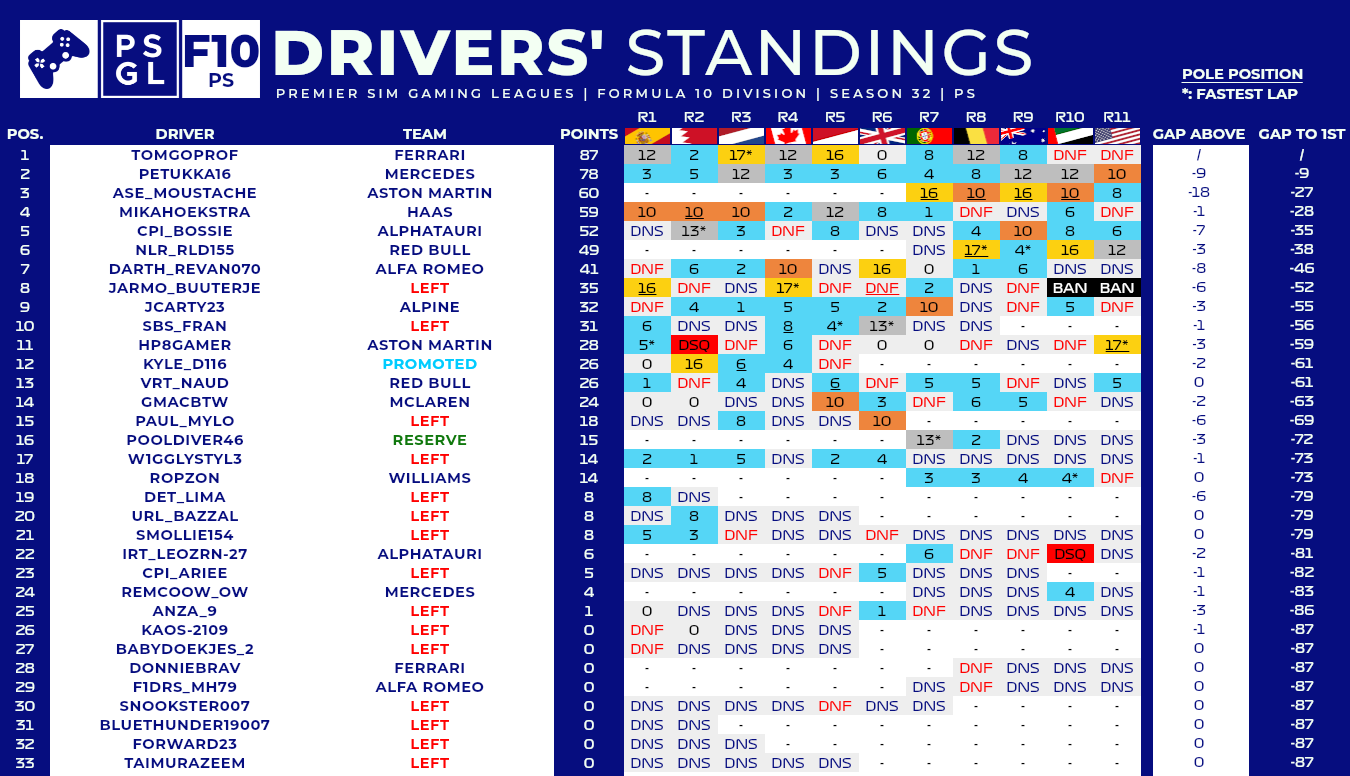 PS GL F10 PS DRIVERS' STANDINGS
PREMIER SIM GAMING LEAGUES | FORMULA 10 DIVISION | SEASON 32 | PS
POLE POSITION
*: FASTEST LAP
R1 R2 R3 R4 R5 R6 R7 R8 R9 R10 R11
POS. DRIVER TEAM POINTS GAP ABOVE GAP TO 1ST
1 TOMGOPROF FERRARI 87 12 2 17* 12 16 0 8 12 8 DNF DNF / /
2 PETUKKA16 MERCEDES 78 3 5 12 3 3 6 4 8 12 12 10 -9 -9
3 ASE_MOUSTACHE ASTON MARTIN 60 - - - - - - 16 10 16 10 8 -18 -27
4 MIKAHOEKSTRA HAAS 59 10 10 10 2 12 8 1 DNF DNS 6 DNF -1 -28
5 CPI_BOSSIE ALPHATAURI 52 DNS 13* 3 DNF 8 DNS DNS 4 10 8 6 -7 -35
6 NLR_RLD155 RED BULL 49 - - - - - - DNS 17* 4* 16 12 -3 -38
7 DARTH_REVAN070 ALFA ROMEO 41 DNF 6 2 10 DNS 16 0 1 6 DNS DNS -8 -46
8 JARMO_BUUTERJE LEFT 35 16 DNF DNS 17* DNF DNF 2 DNS DNF BAN BAN -6 -52
9 JCARTY23 ALPINE 32 DNF 4 1 5 5 2 10 DNS DNF 5 DNF -3 -55
10 SBS_FRAN LEFT 31 6 DNS DNS 8 4* 13* DNS DNS - - - -1 -56
11 HP8GAMER ASTON MARTIN 28 5* DSQ DNF 6 DNF 0 0 DNF DNS DNF 17* -3 -59
12 KYLE_D116 PROMOTED 26 0 16 6 4 DNF - - - - - - -2 -61
13 VRT_NAUD RED BULL 26 1 DNF 4 DNS 6 DNF 5 5 DNF DNS 5 0 -61
14 GMACBTW MCLAREN 24 0 0 DNS DNS 10 3 DNF 6 5 DNF DNS -2 -63
15 PAUL_MYLO LEFT 18 DNS DNS 8 DNS DNS 10 - - - - - -6 -69
16 POOLDIVER46 RESERVE 15 - - - - - - 13* 2 DNS DNS DNS -3 -72
17 W1GGLYSTYL3 LEFT 14 2 1 5 DNS 2 4 DNS DNS DNS DNS DNS -1 -73
18 ROPZON WILLIAMS 14 - - - - - - 3 3 4 4* DNF 0 -73
19 DET_LIMA LEFT 8 8 DNS - - - - - - - - - -6 -79
20 URL_BAZZAL LEFT 8 DNS 8 DNS DNS DNS - - - - - - 0 -79
21 SMOLLIE154 LEFT 8 5 3 DNF DNS DNS DNF DNS DNS DNS DNS DNS 0 -79
22 IRT_LEOZRN-27 ALPHATAURI 6 - - - - - - 6 DNF DNF DSQ DNS -2 -81
23 CPI_ARIEE LEFT 5 DNS DNS DNS DNS DNF 5 DNS DNS DNS - - -1 -82
24 REMCOOW_OW MERCEDES 4 - - - - - - DNS DNS DNS 4 DNS -1 -83
25 ANZA_9 LEFT 1 0 DNS DNS DNS DNF 1 DNF DNS DNS DNS DNS -3 -86
26 KAOS-2109 LEFT 0 DNF 0 DNS DNS DNS - - - - - - -1 -87
27 BABYDOEKJES_2 LEFT 0 DNF DNS DNS DNS DNS - - - - - - 0 -87
28 DONNIEBRAV FERRARI 0 - - - - - - - DNF DNS DNS DNS 0 -87
29 F1DRS_MH79 ALFA ROMEO 0 - - - - - - DNS DNF DNS DNS DNS 0 -87
30 SNOOKSTER007 LEFT 0 DNS DNS DNS DNS DNF DNS DNS - - - - 0 -87
31 BLUETHUNDER19007 LEFT 0 DNS DNS - - - - - - - - - 0 -87
32 FORWARD23 LEFT 0 DNS DNS DNS - - - - - - - - 0 -87
33 TAIMURAZEEM LEFT 0 DNS DNS DNS DNS DNS - - - - - - 0 -87